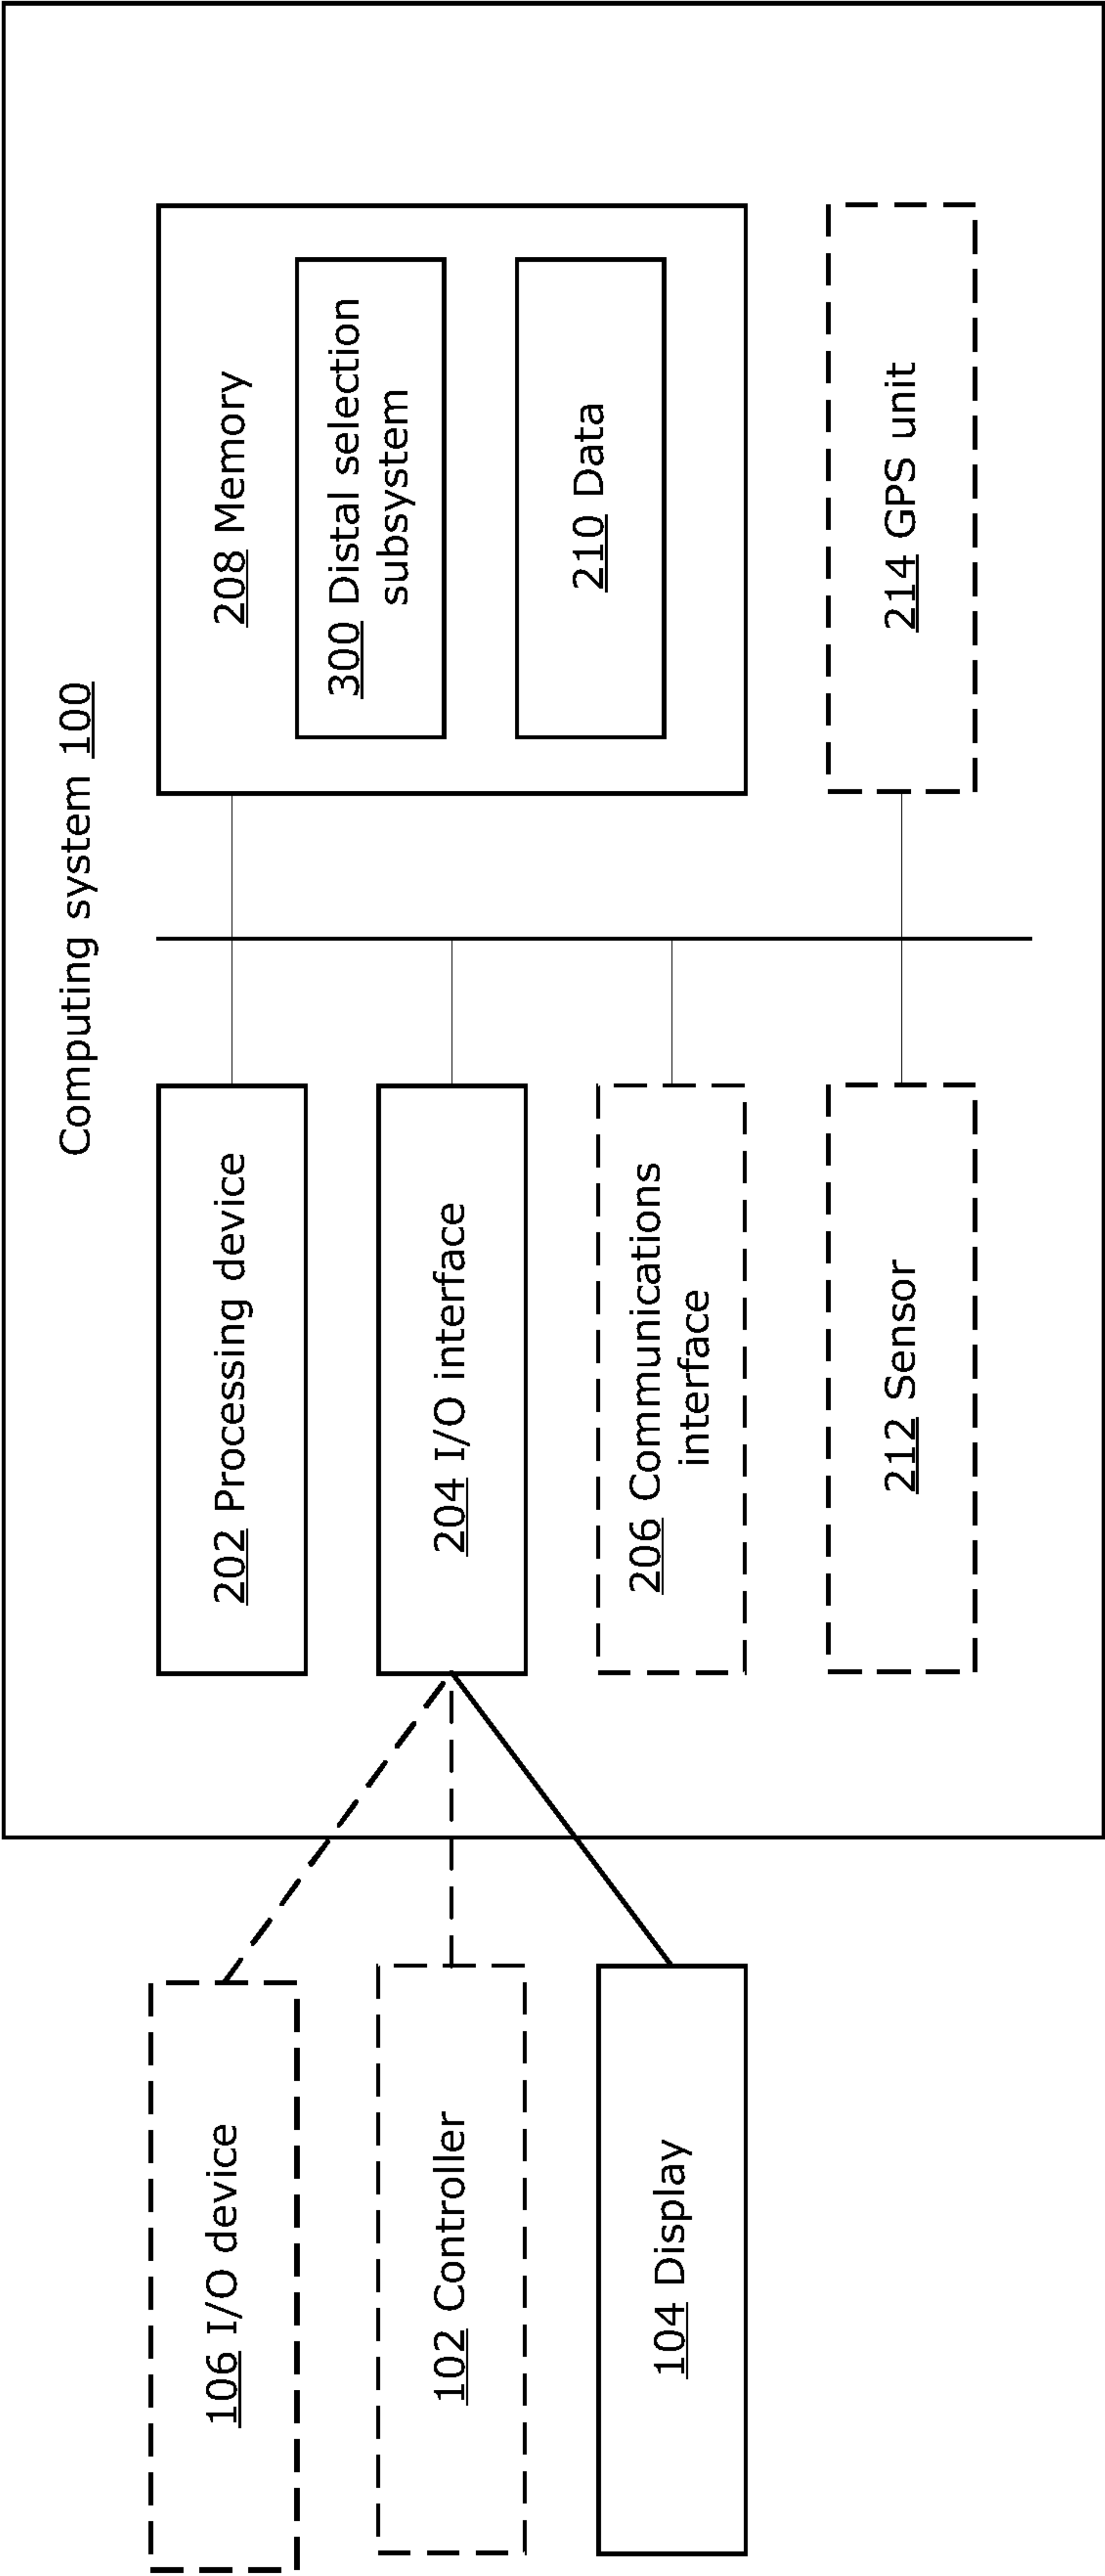 Computing system 100
106 I/O device
102 Controller
104 Display
202 Processing device
204 I/O interface
206 Communications
interface
212 Sensor
208 Memory
300 Distal selection
subsystem
210 Data
214 GPS unit